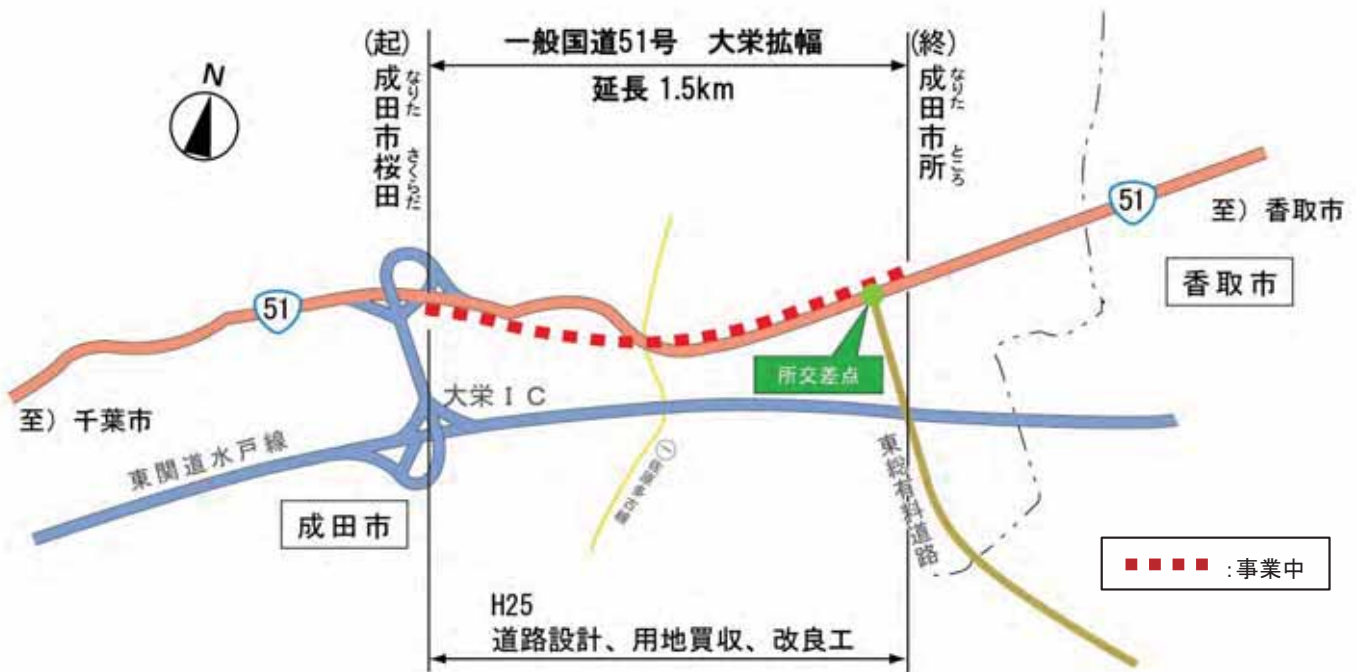 (起)
成田市桜田
なりた
さくらだ
一般国道51号 大栄拡幅
延長 1.5km
(終)
成田市所
なりた
ところ
N
51
至) 香取市
香取市
51
所交差点
至) 千葉市
大栄IC
東関道水戸線
成田市
東総有料道路
:事業中
H25
道路設計、用地買収、改良工